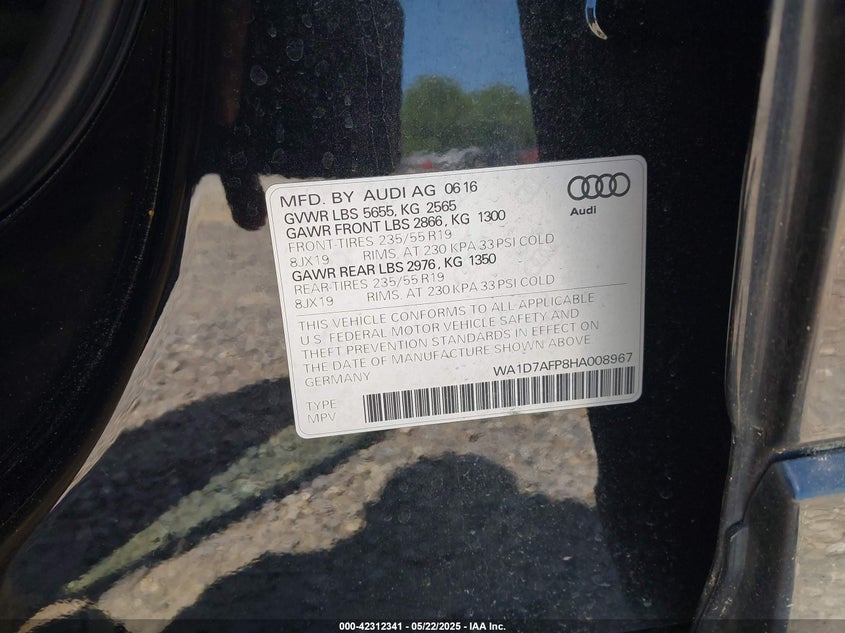 MFD. BY AUDI AG 06 16
GVWR LBS 5655, KG 2565
GAWR FRONT LBS 2866, KG 1300
FRONT-TIRES 235/55 R19
8JX19 RIMS. AT 230 KPA 33 PSI COLD
GAWR REAR LBS 2976, KG 1350
REAR-TIRES 235/55 R19
8JX19 RIMS. AT 230 KPA 33 PSI COLD
Audi
THIS VEHICLE CONFORMS TO ALL APPLICABLE
U.S. FEDERAL MOTOR VEHICLE SAFETY AND
THEFT PREVENTION STANDARDS IN EFFECT ON
THE DATE OF MANUFACTURE SHOWN ABOVE
GERMANY
WA1D7AFP8HA008967
TYPE
MPV
000-42312341 - 05/22/2025 - IAA Inc.